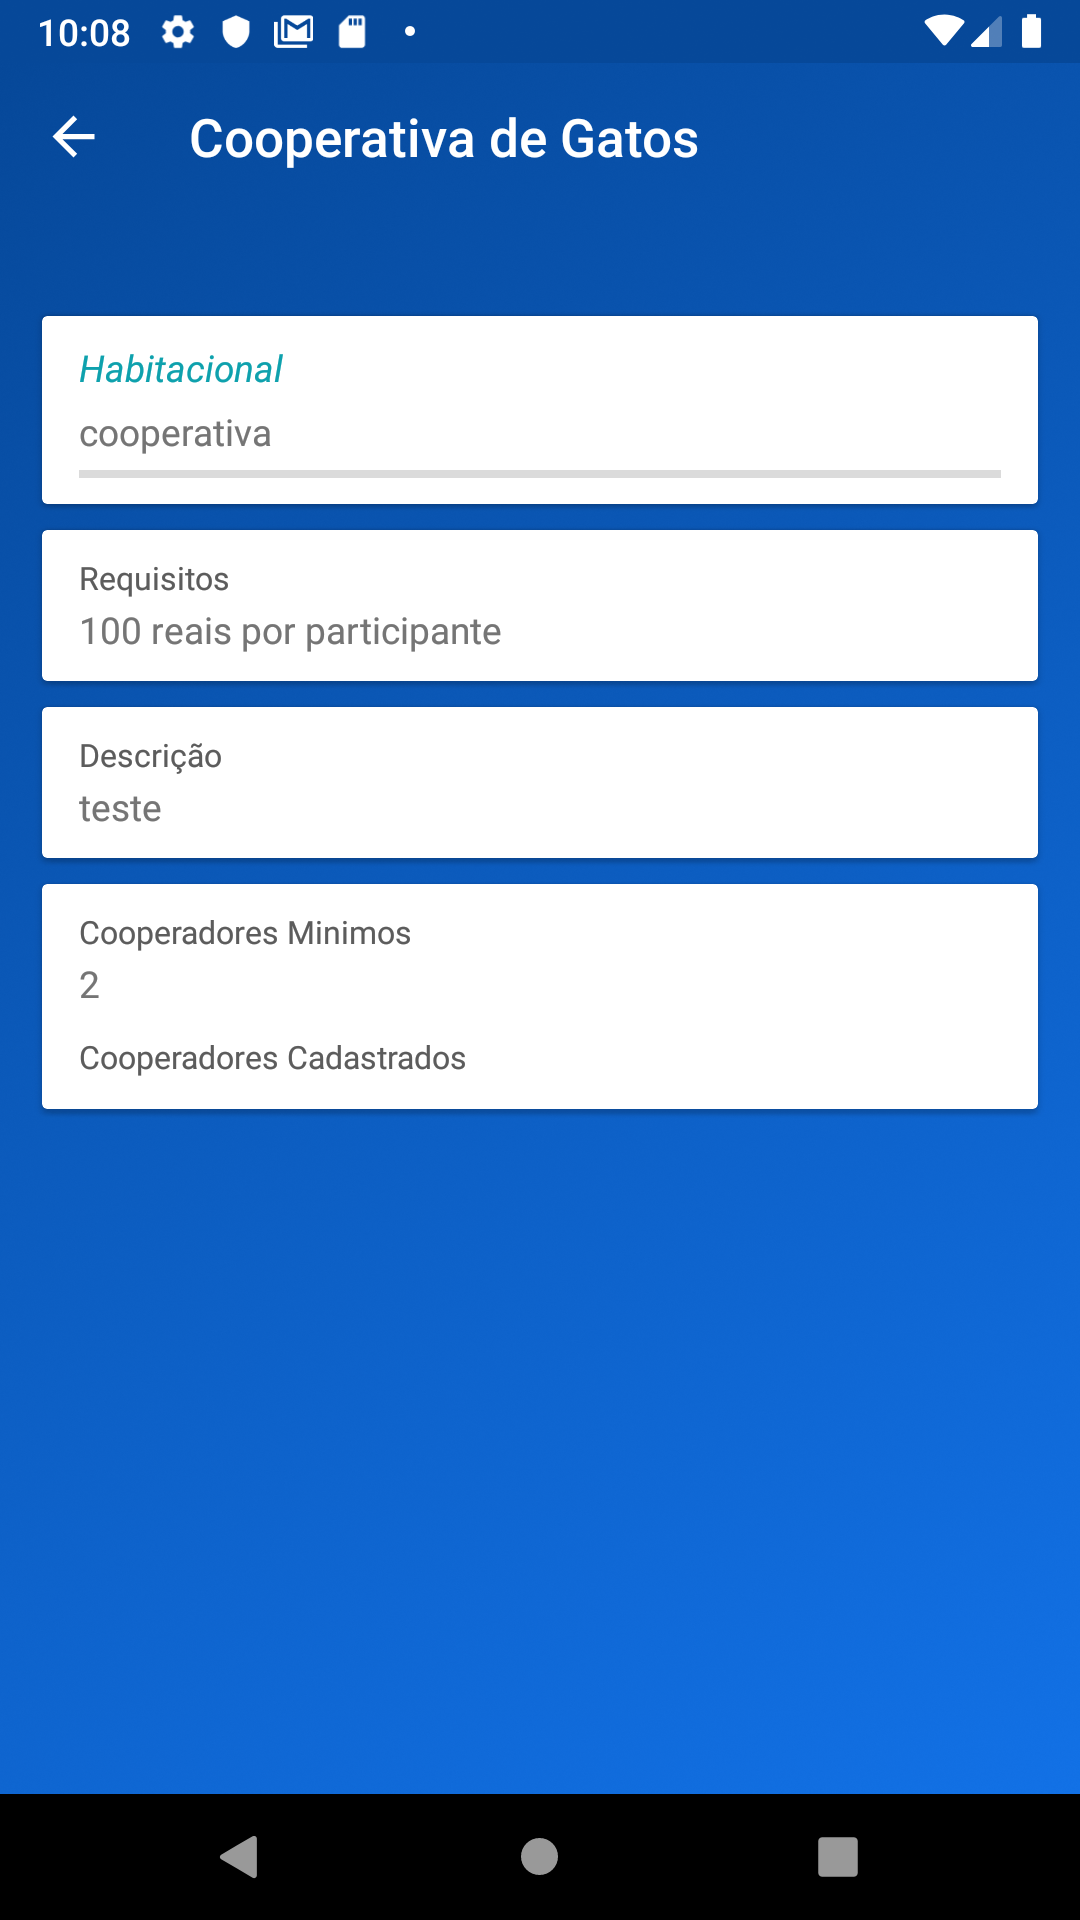 10:08
Cooperativa de Gatos
Habitacional
cooperativa
Requisitos
100 reais por participante
Descrição
teste
Cooperadores Minimos
2
Cooperadores Cadastrados